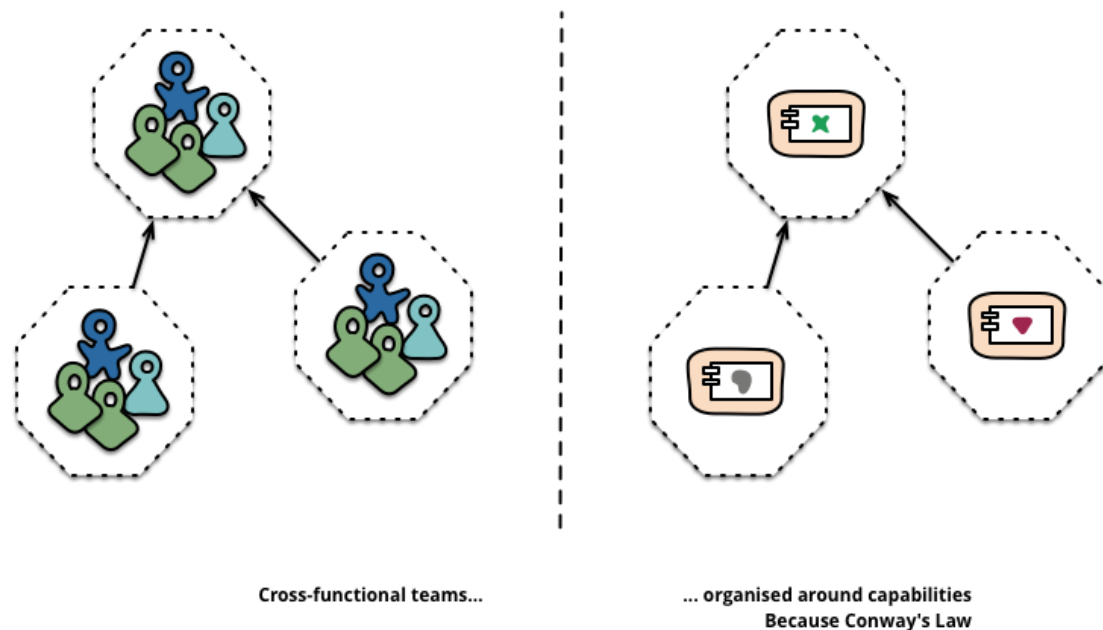 Cross-functional teams...
... organised around capabilities
Because Conway's Law